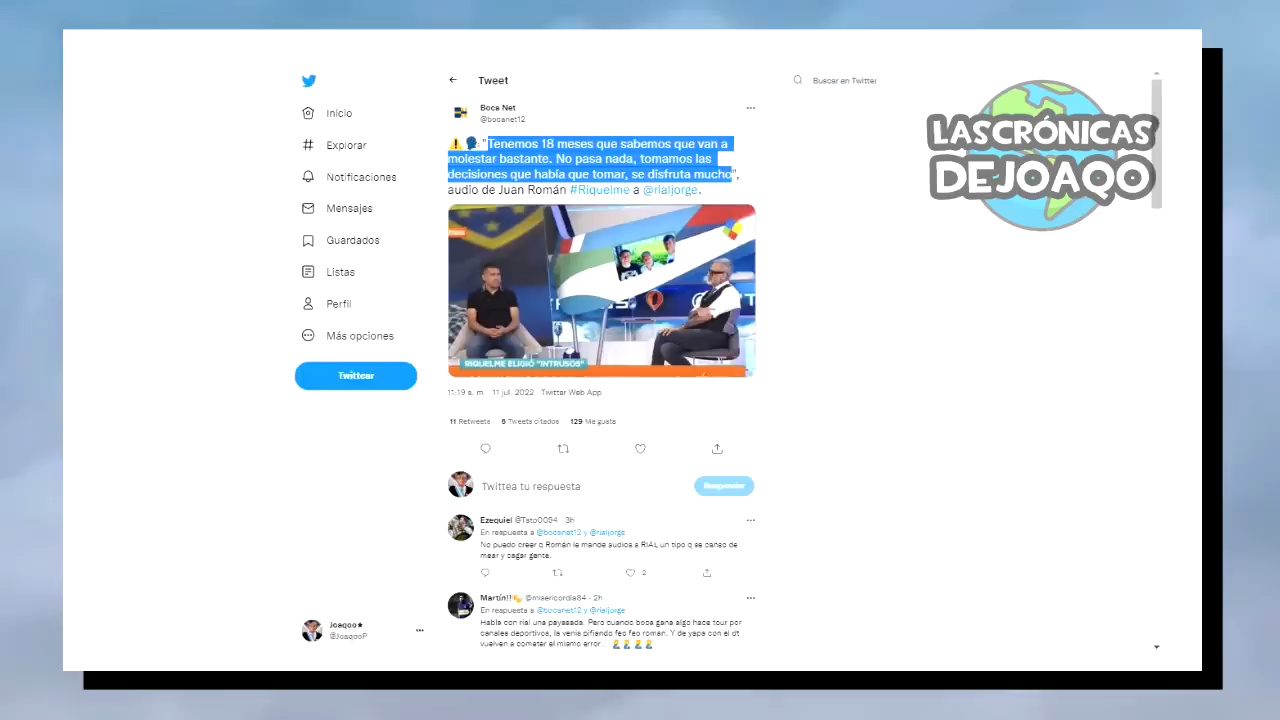 Tweet
Buscar en Twitter
Inicio
Explorar
Notificaciones
Mensajes
Guardados
Listas
Perfil
Más opciones
Twittear
Joaqoo★
@JoaqooP
Boca Net
@bocanet12
⚠️🗣️: "Tenemos 18 meses que sabemos que van a
molestar bastante. No pasa nada, tomamos las
decisiones que había que tomar, se disfruta mucho",
audio de Juan Román #Riquelme a @rialjorge.
RIQUELME ELIGIÓ "INTRUSOS"
11:19 a. m 11 jul. 2022 Twitter Web App
11 Retweets 6 Tweets citados 129 Me gusta
Twittea tu respuesta
Responder
Ezequiel @Tato0094 · 3h
En respuesta a @bocanet12 y @rialjorge
No puedo creer q Román le mande audios a RIAL un tipo q se canso de
mear y cagar gente.
2
Martín!! @misericordia84 · 2h
En respuesta a @bocanet12 y @rialjorge
Habla con rial una payasada. Pero cuando boca gana algo hace tour por
canales deportivos, la venis pifiando feo feo roman. Y de yapa con el dt
vuelven a cometer el mismo error .
LAS CRÓNICAS
DE JOAQO